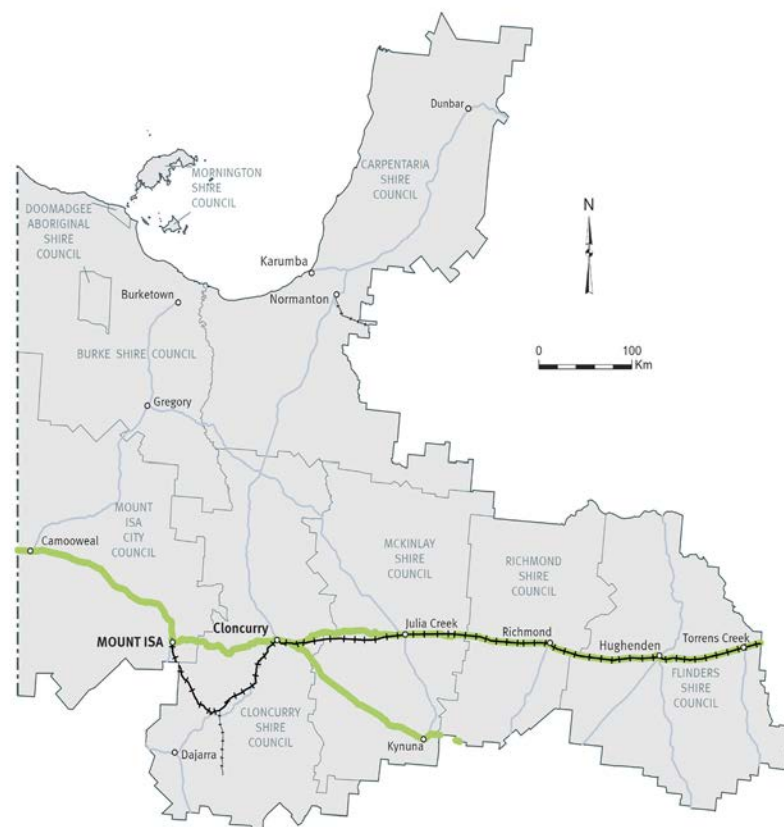 Dunbar
CARPENTARIA
SHIRE
COUNCIL
MORNINGTON
SHIRE
COUNCIL
DOOMADGEE
ABORIGINAL
SHIRE
COUNCIL
N
Karumba
Burketown
Normanton
BURKE SHIRE COUNCIL
0
100
Km
Gregory
MOUNT
ISA
CITY
COUNCIL
Camooweal
MCKINLAY
SHIRE
COUNCIL
RICHMOND
SHIRE
COUNCIL
Cloncurry
Julia Creek
MOUNT ISA
Richmond
Hughenden
Torrens Creek
FLINDERS
SHIRE
COUNCIL
CLONCURRY
SHIRE
COUNCIL
Dajarra
Kynuna